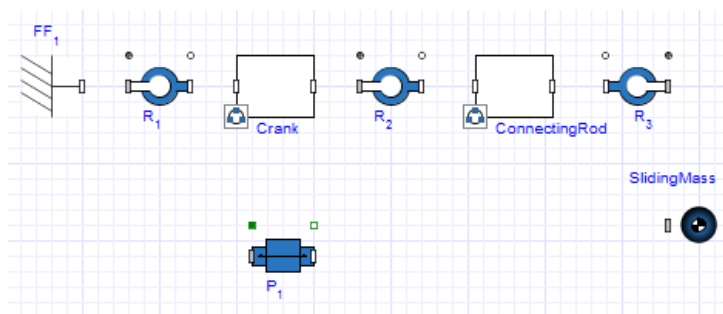 FF1
R1
Crank
R2
ConnectingRod
R3
SlidingMass
P1